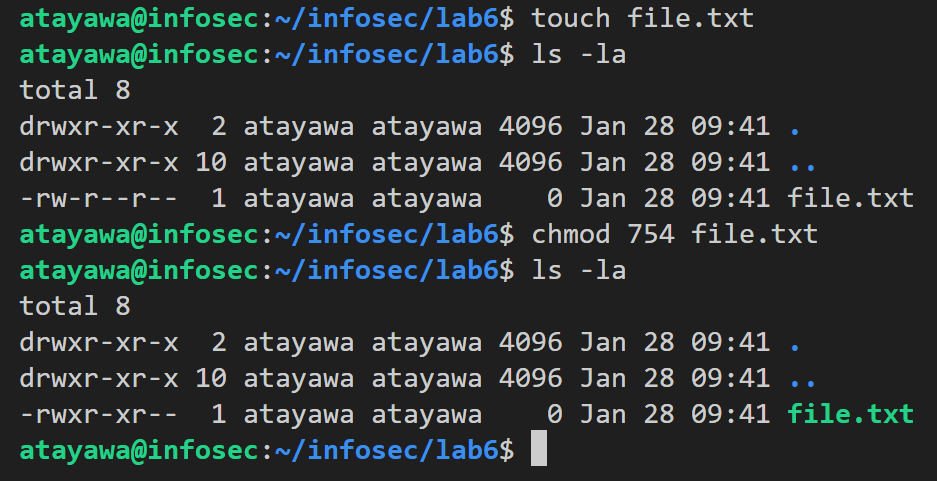 atayawa@infosec:~/infosec/lab6$ touch file.txt
atayawa@infosec:~/infosec/lab6$ ls -la
total 8
drwxr-xr-x  2 atayawa atayawa 4096 Jan 28 09:41 .
drwxr-xr-x 10 atayawa atayawa 4096 Jan 28 09:41 ..
-rw-r--r--  1 atayawa atayawa    0 Jan 28 09:41 file.txt
atayawa@infosec:~/infosec/lab6$ chmod 754 file.txt
atayawa@infosec:~/infosec/lab6$ ls -la
total 8
drwxr-xr-x  2 atayawa atayawa 4096 Jan 28 09:41 .
drwxr-xr-x 10 atayawa atayawa 4096 Jan 28 09:41 ..
-rwxr-xr--  1 atayawa atayawa    0 Jan 28 09:41 file.txt
atayawa@infosec:~/infosec/lab6$